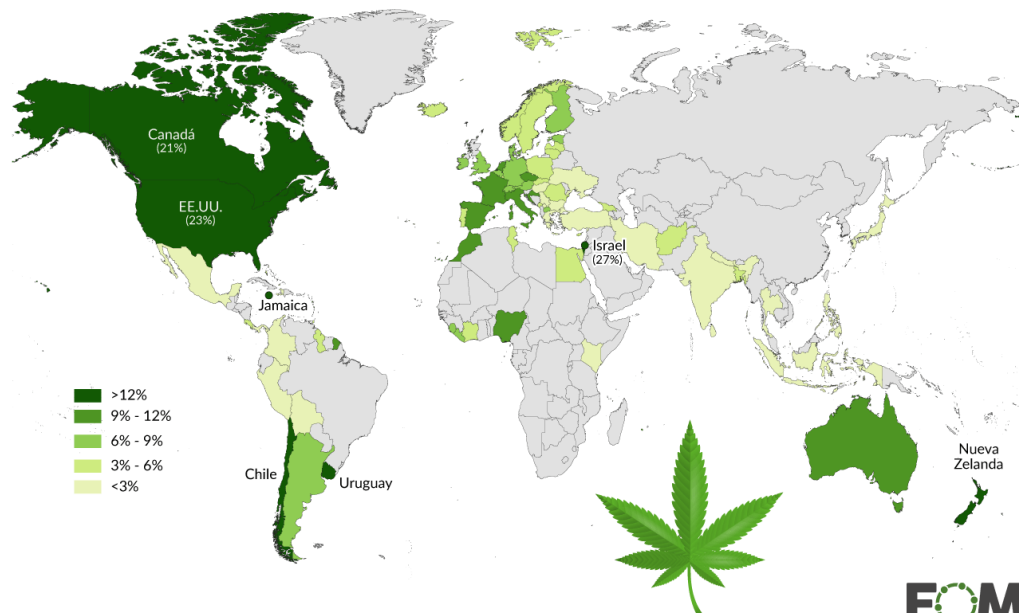 Canadá
(21%)
EE.UU.
(23%)
Israel
(27%)
Jamaica
>12%
9% - 12%
6% - 9%
3% - 6%
<3%
Chile
Uruguay
Nueva
Zelanda
EOM